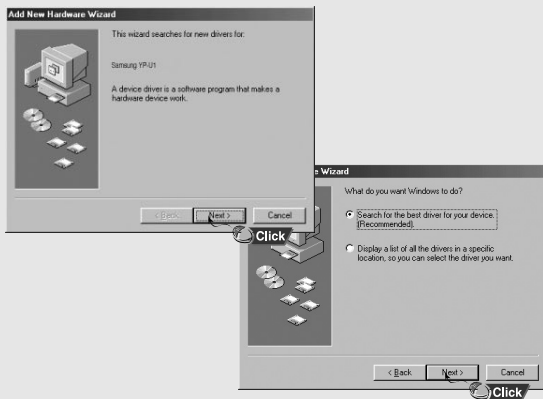 Add New Hardware Wizard
This wizard searches for new drivers for:
Samsung YP-U1
A device driver is a software program that makes a
hardware device work.
< Back
Next >
Cancel
Click
e Wizard
What do you want Windows to do?
Search for the best driver for your device.
(Recommended).
Display a list of all the drivers in a specific
location, so you can select the driver you want.
< Back
Next >
Cancel
Click